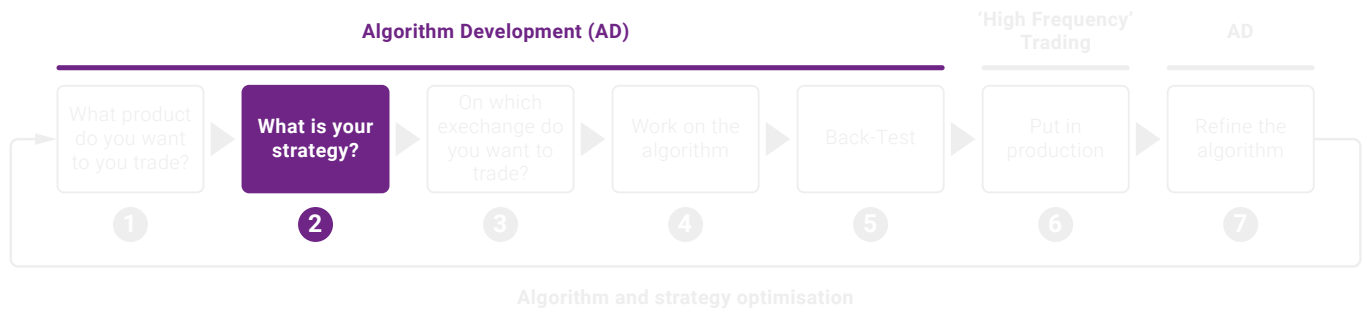 Algorithm Development (AD)
'High Frequency'
Trading
AD
What product
do you want
to you trade?
What is your
strategy?
On which
exechange do
you want to
trade?
Work on the
algorithm
Back-Test
Put in
production
Refine the
algorithm
1
2
3
4
5
6
7
Algorithm and strategy optimisation